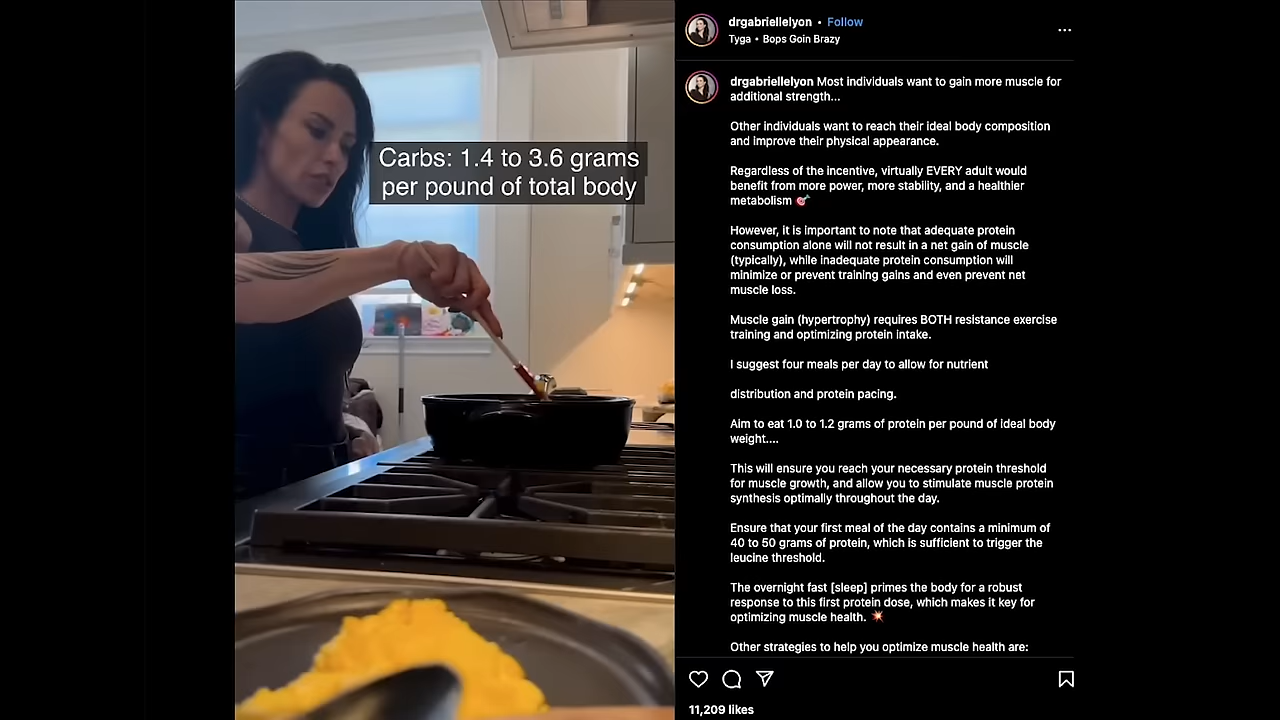 Carbs: 1.4 to 3.6 grams
per pound of total body
drgabriellelyon • Follow
Tyga • Bops Goin Brazy
drgabriellelyon Most individuals want to gain more muscle for
additional strength...
Other individuals want to reach their ideal body composition
and improve their physical appearance.
Regardless of the incentive, virtually EVERY adult would
benefit from more power, more stability, and a healthier
metabolism 🎯
However, it is important to note that adequate protein
consumption alone will not result in a net gain of muscle
(typically), while inadequate protein consumption will
minimize or prevent training gains and even prevent net
muscle loss.
Muscle gain (hypertrophy) requires BOTH resistance exercise
training and optimizing protein intake.
I suggest four meals per day to allow for nutrient
distribution and protein pacing.
Aim to eat 1.0 to 1.2 grams of protein per pound of ideal body
weight....
This will ensure you reach your necessary protein threshold
for muscle growth, and allow you to stimulate muscle protein
synthesis optimally throughout the day.
Ensure that your first meal of the day contains a minimum of
40 to 50 grams of protein, which is sufficient to trigger the
leucine threshold.
The overnight fast [sleep] primes the body for a robust
response to this first protein dose, which makes it key for
optimizing muscle health. 💥
Other strategies to help you optimize muscle health are:
11,209 likes